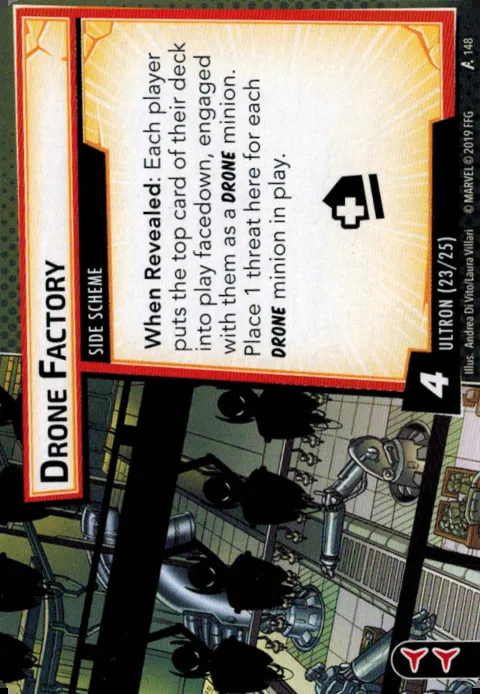 DRONE FACTORY
SIDE SCHEME
When Revealed: Each player
puts the top card of their deck
into play facedown, engaged
with them as a DRONE minion.
Place 1 threat here for each
DRONE minion in play.
4
ULTRON (23/25)
Illus. Andrea Di Vito/Laura Villari © MARVEL © 2019 FFG
148